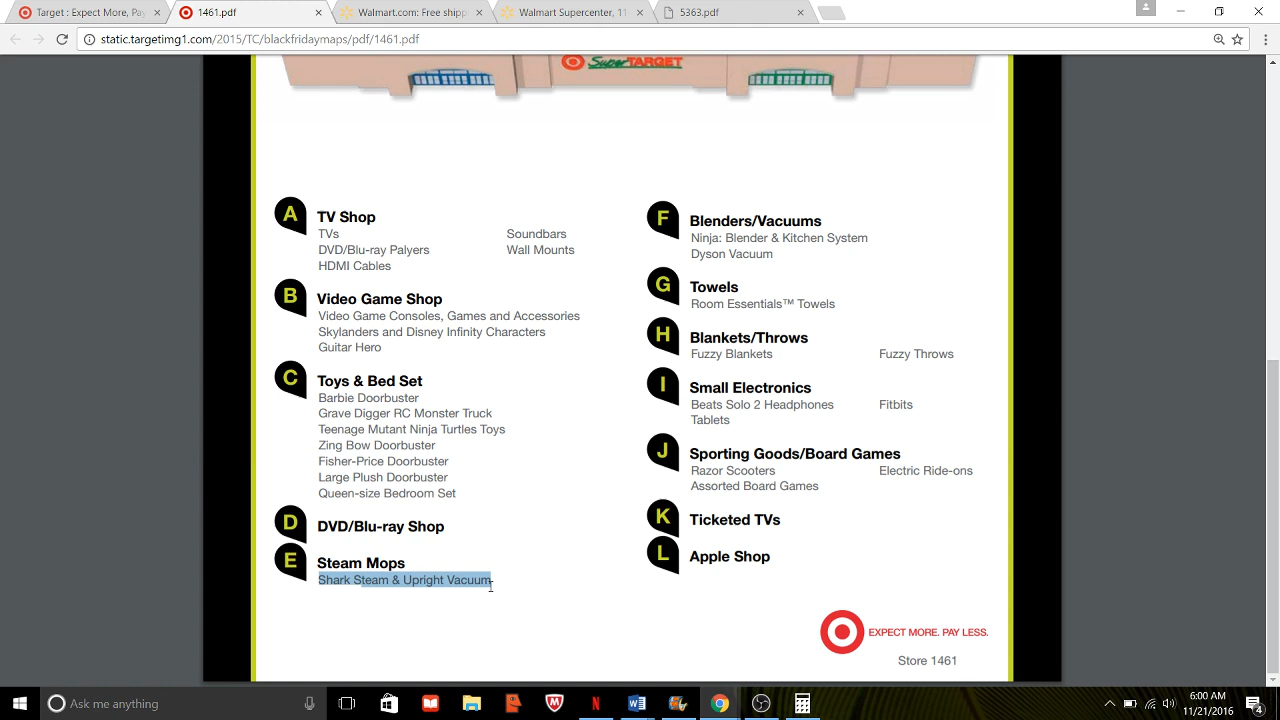 Target : Expect More, Pay
1461.pdf
Walmart.com: Free shipp
Walmart Supercenter, 11
5363.pdf
static.targetimg1.com/2015/TC/blackfridaymaps/pdf/1461.pdf
SuperTARGET
A TV Shop
TVs Soundbars
DVD/Blu-ray Palyers Wall Mounts
HDMI Cables
B Video Game Shop
Video Game Consoles, Games and Accessories
Skylanders and Disney Infinity Characters
Guitar Hero
C Toys & Bed Set
Barbie Doorbuster
Grave Digger RC Monster Truck
Teenage Mutant Ninja Turtles Toys
Zing Bow Doorbuster
Fisher-Price Doorbuster
Large Plush Doorbuster
Queen-size Bedroom Set
D DVD/Blu-ray Shop
E Steam Mops
Shark Steam & Upright Vacuum
F Blenders/Vacuums
Ninja: Blender & Kitchen System
Dyson Vacuum
G Towels
Room Essentials™ Towels
H Blankets/Throws
Fuzzy Blankets Fuzzy Throws
I Small Electronics
Beats Solo 2 Headphones Fitbits
Tablets
J Sporting Goods/Board Games
Razor Scooters Electric Ride-ons
Assorted Board Games
K Ticketed TVs
L Apple Shop
EXPECT MORE. PAY LESS.
Store 1461
Ask me anything
6:00 AM
11/21/2016